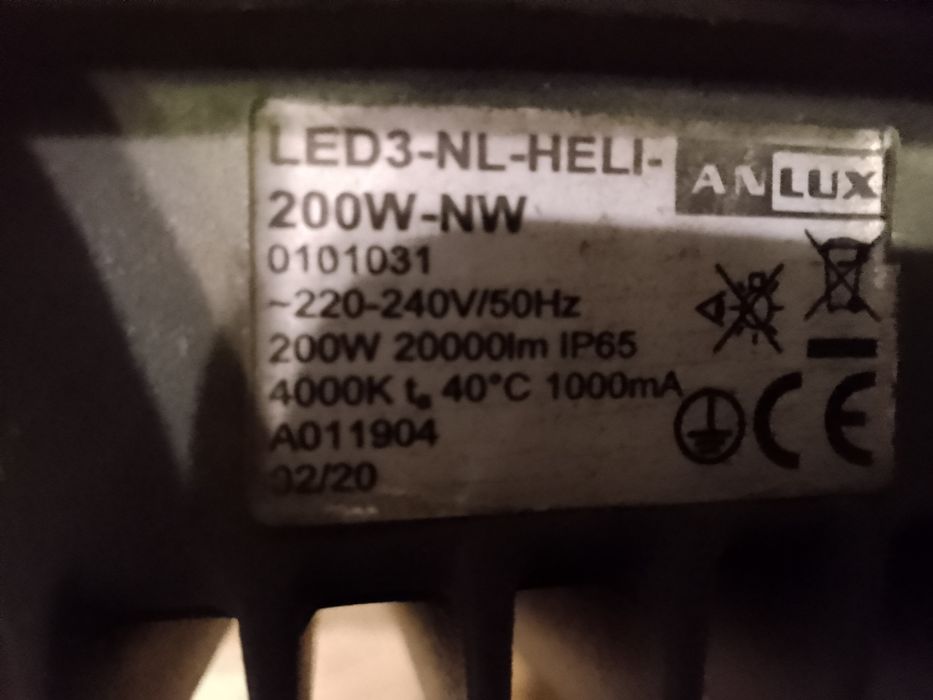 LED3-NL-HELI-
200W-NW
ANLUX
0101031
~220-240V/50Hz
200W 20000lm IP65
4000K ta 40°C 1000mA
A011904
02/20
CE